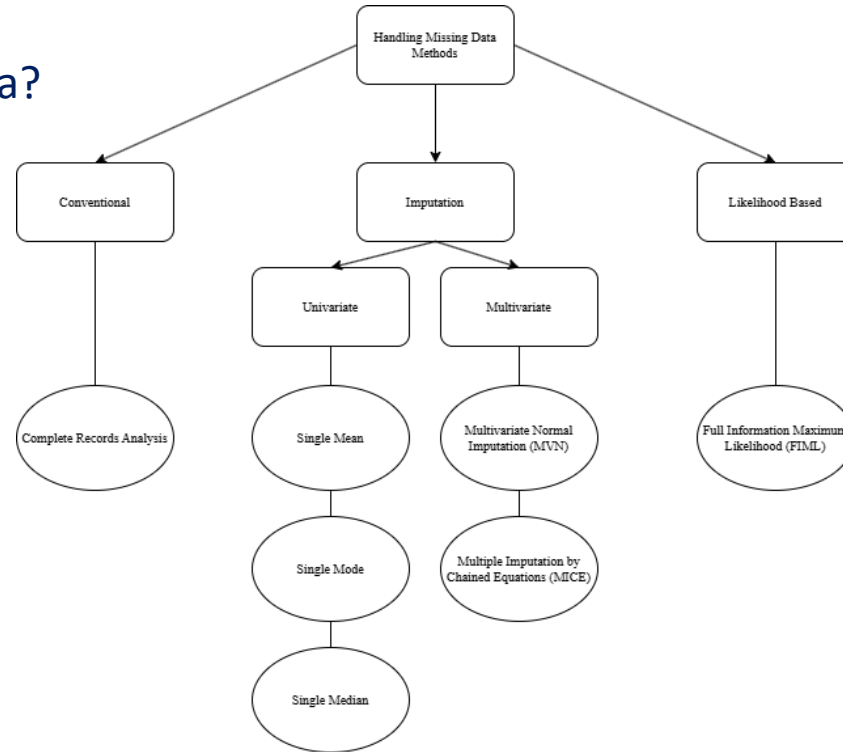 a?
Handling Missing Data
Methods
Conventional
Imputation
Likelihood Based
Univariate
Multivariate
Complete Records Analysis
Single Mean
Multivariate Normal
Imputation (MVN)
Full Information Maximum
Likelihood (FIML)
Single Mode
Multiple Imputation by
Chained Equations (MICE)
Single Median